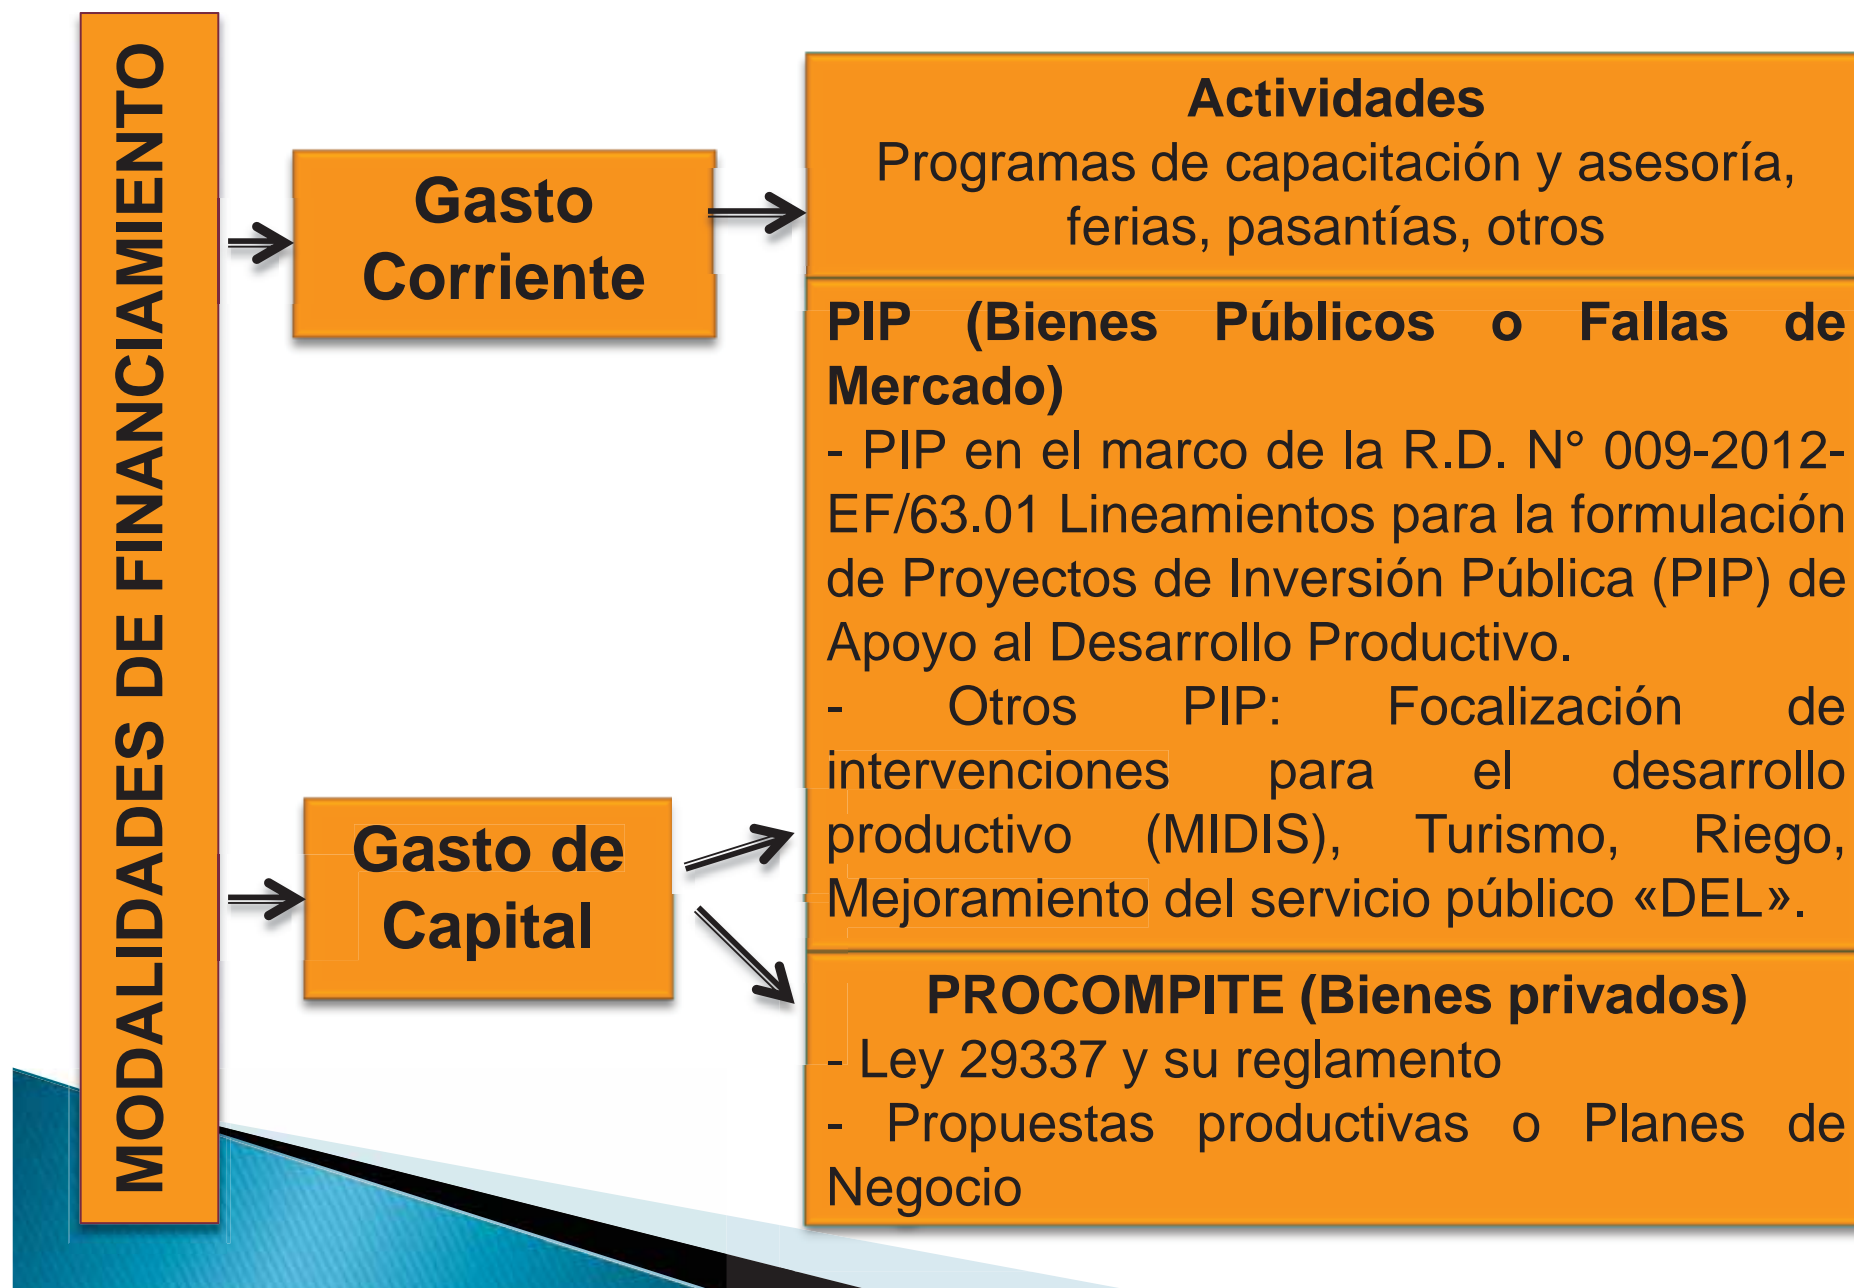 MODALIDADES DE FINANCIAMIENTO
Gasto
Corriente
Actividades
Programas de capacitación y asesoría,
ferias, pasantías, otros
PIP (Bienes Públicos o Fallas de
Mercado)
- PIP en el marco de la R.D. N° 009-2012-
EF/63.01 Lineamientos para la formulación
de Proyectos de Inversión Pública (PIP) de
Apoyo al Desarrollo Productivo.
- Otros PIP: Focalización de
intervenciones para el desarrollo
productivo (MIDIS), Turismo, Riego,
Mejoramiento del servicio público «DEL».
Gasto de
Capital
PROCOMPITE (Bienes privados)
- Ley 29337 y su reglamento
- Propuestas productivas o Planes de
Negocio